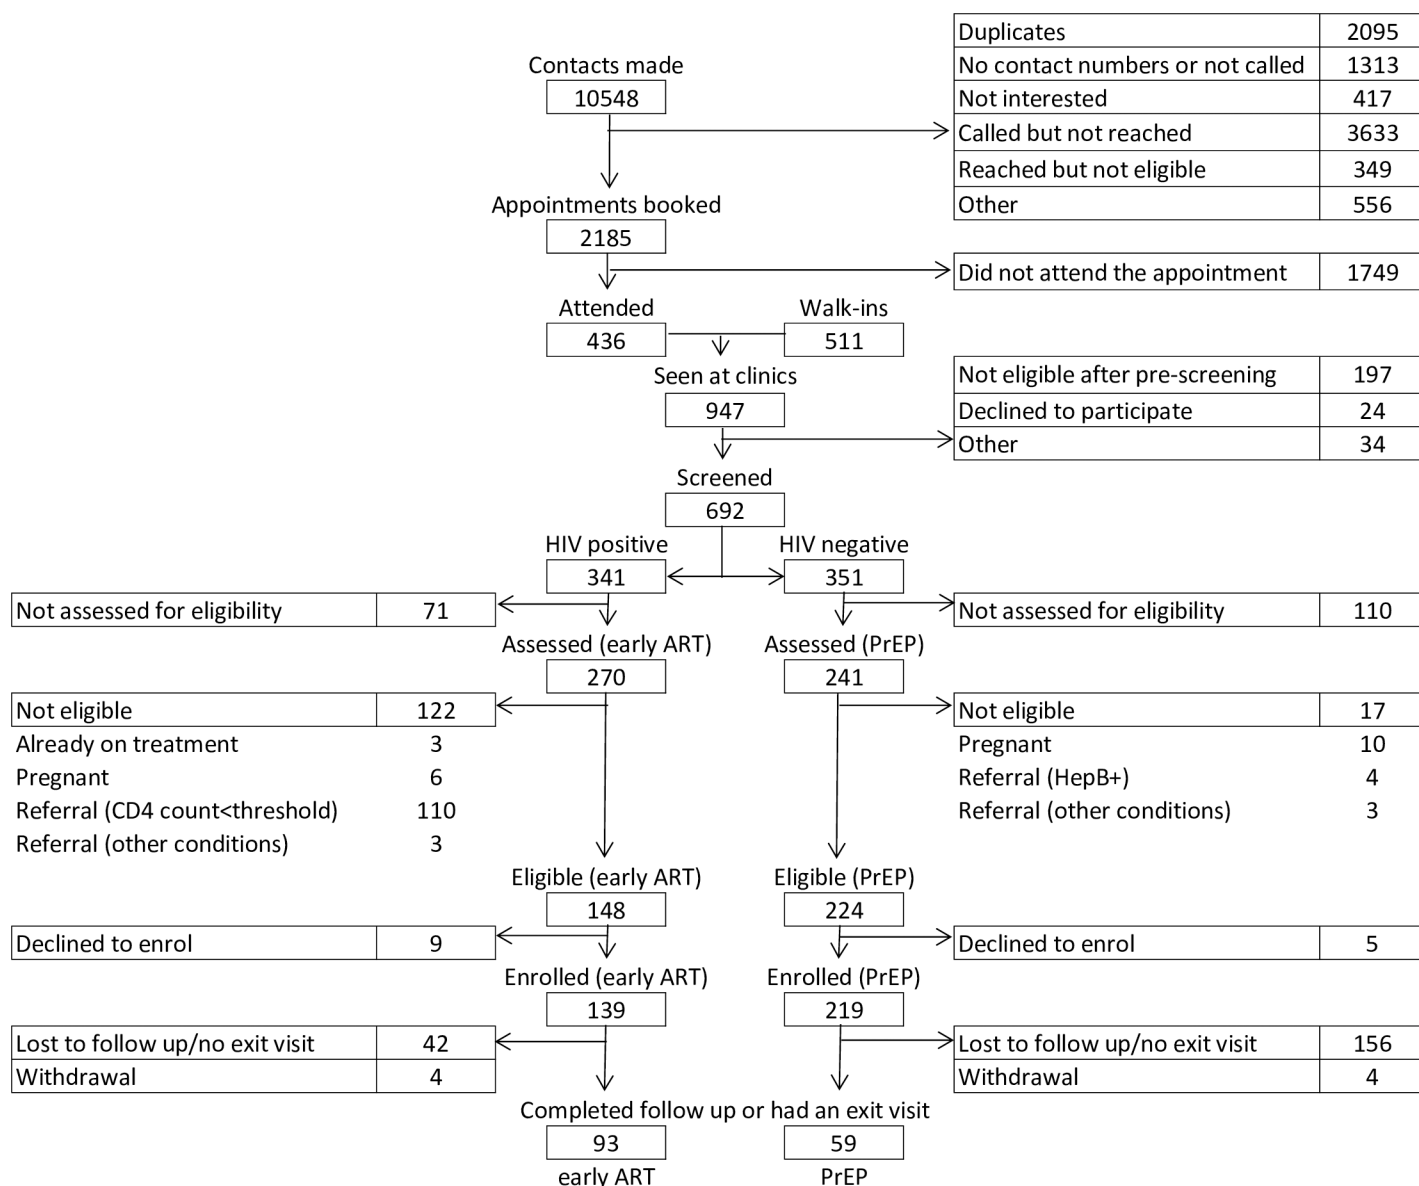 Duplicates 2095
Contacts made
No contact numbers or not called 1313
10548
Not interested 417
Called but not reached 3633
Reached but not eligible 349
Appointments booked
Other 556
2185
Did not attend the appointment 1749
Attended Walk-ins
436 511
Seen at clinics
Not eligible after pre-screening 197
947
Declined to participate 24
Other 34
Screened
692
HIV positive HIV negative
341 351
Not assessed for eligibility 71
Not assessed for eligibility 110
Assessed (early ART) Assessed (PrEP)
270 241
Not eligible 122
Already on treatment 3
Pregnant 6
Referral (CD4 count<threshold) 110
Referral (other conditions) 3
Not eligible 17
Pregnant 10
Referral (HepB+) 4
Referral (other conditions) 3
Eligible (early ART) Eligible (PrEP)
148 224
Declined to enrol 9
Declined to enrol 5
Enrolled (early ART) Enrolled (PrEP)
139 219
Lost to follow up/no exit visit 42
Withdrawal 4
Lost to follow up/no exit visit 156
Withdrawal 4
Completed follow up or had an exit visit
93 59
early ART PrEP